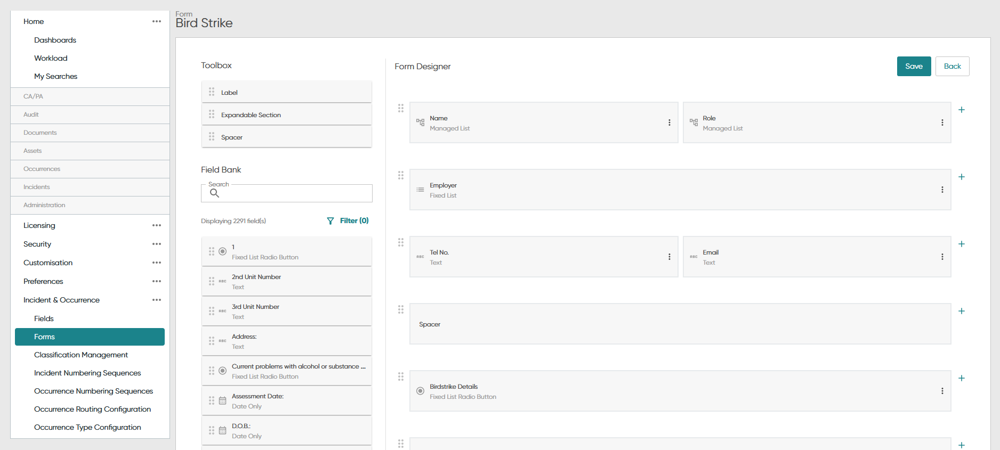 Home
Dashboards
Workload
My Searches
CA/PA
Audit
Documents
Assets
Occurrences
Incidents
Administration
Licensing
Security
Customisation
Preferences
Incident & Occurrence
Fields
Forms
Classification Management
Incident Numbering Sequences
Occurrence Numbering Sequences
Occurrence Routing Configuration
Occurrence Type Configuration
Form
Bird Strike
Toolbox
Label
Expandable Section
Spacer
Field Bank
Search
Displaying 2291 field(s)
Filter (0)
1
Fixed List Radio Button
ABC
2nd Unit Number
Text
ABC
3rd Unit Number
Text
ABC
Address:
Text
Current problems with alcohol or substance ...
Fixed List Radio Button
Assessment Date:
Date Only
D.O.B.:
Date Only
Form Designer
Save
Back
Name
Managed List
Role
Managed List
Employer
Fixed List
ABC
Tel No.
Text
ABC
Email
Text
Spacer
Birdstrike Details
Fixed List Radio Button